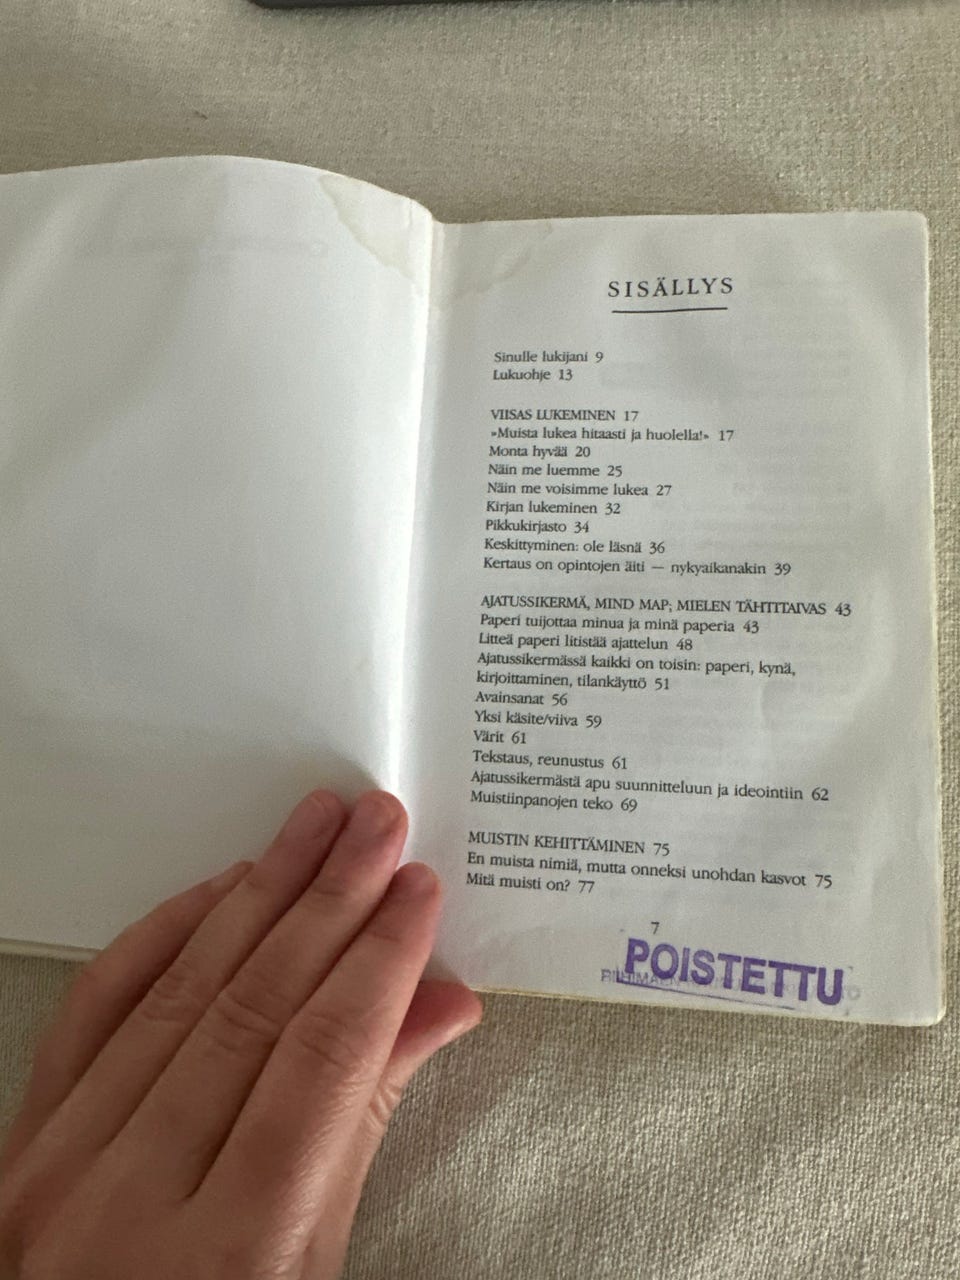 SISÄLLYS
Sinulle lukijani 9
Lukuohje 13
VIISAS LUKEMINEN 17
»Muista lukea hitaasti ja huolella!» 17
Monta hyvää 20
Näin me luemme 25
Näin me voisimme lukea 27
Kirjan lukeminen 32
Pikkukirjasto 34
Keskittyminen: ole läsnä 36
Kertaus on opintojen äiti — nykyaikanakin 39
AJATUSSIKERMÄ, MIND MAP; MIELEN TÄHTITAIVAS 43
Paperi tuijottaa minua ja minä paperia 43
Litteä paperi litistää ajattelun 48
Ajatussikermässä kaikki on toisin: paperi, kynä,
kirjoittaminen, tilankäyttö 51
Avainsanat 56
Yksi käsite/viiva 59
Värit 61
Tekstaus, reunustus 61
Ajatussikermästä apu suunnitteluun ja ideointiin 62
Muistiinpanojen teko 69
MUISTIN KEHITTÄMINEN 75
En muista nimiä, mutta onneksi unohdan kasvot 75
Mitä muisti on? 77
7
POISTETTU